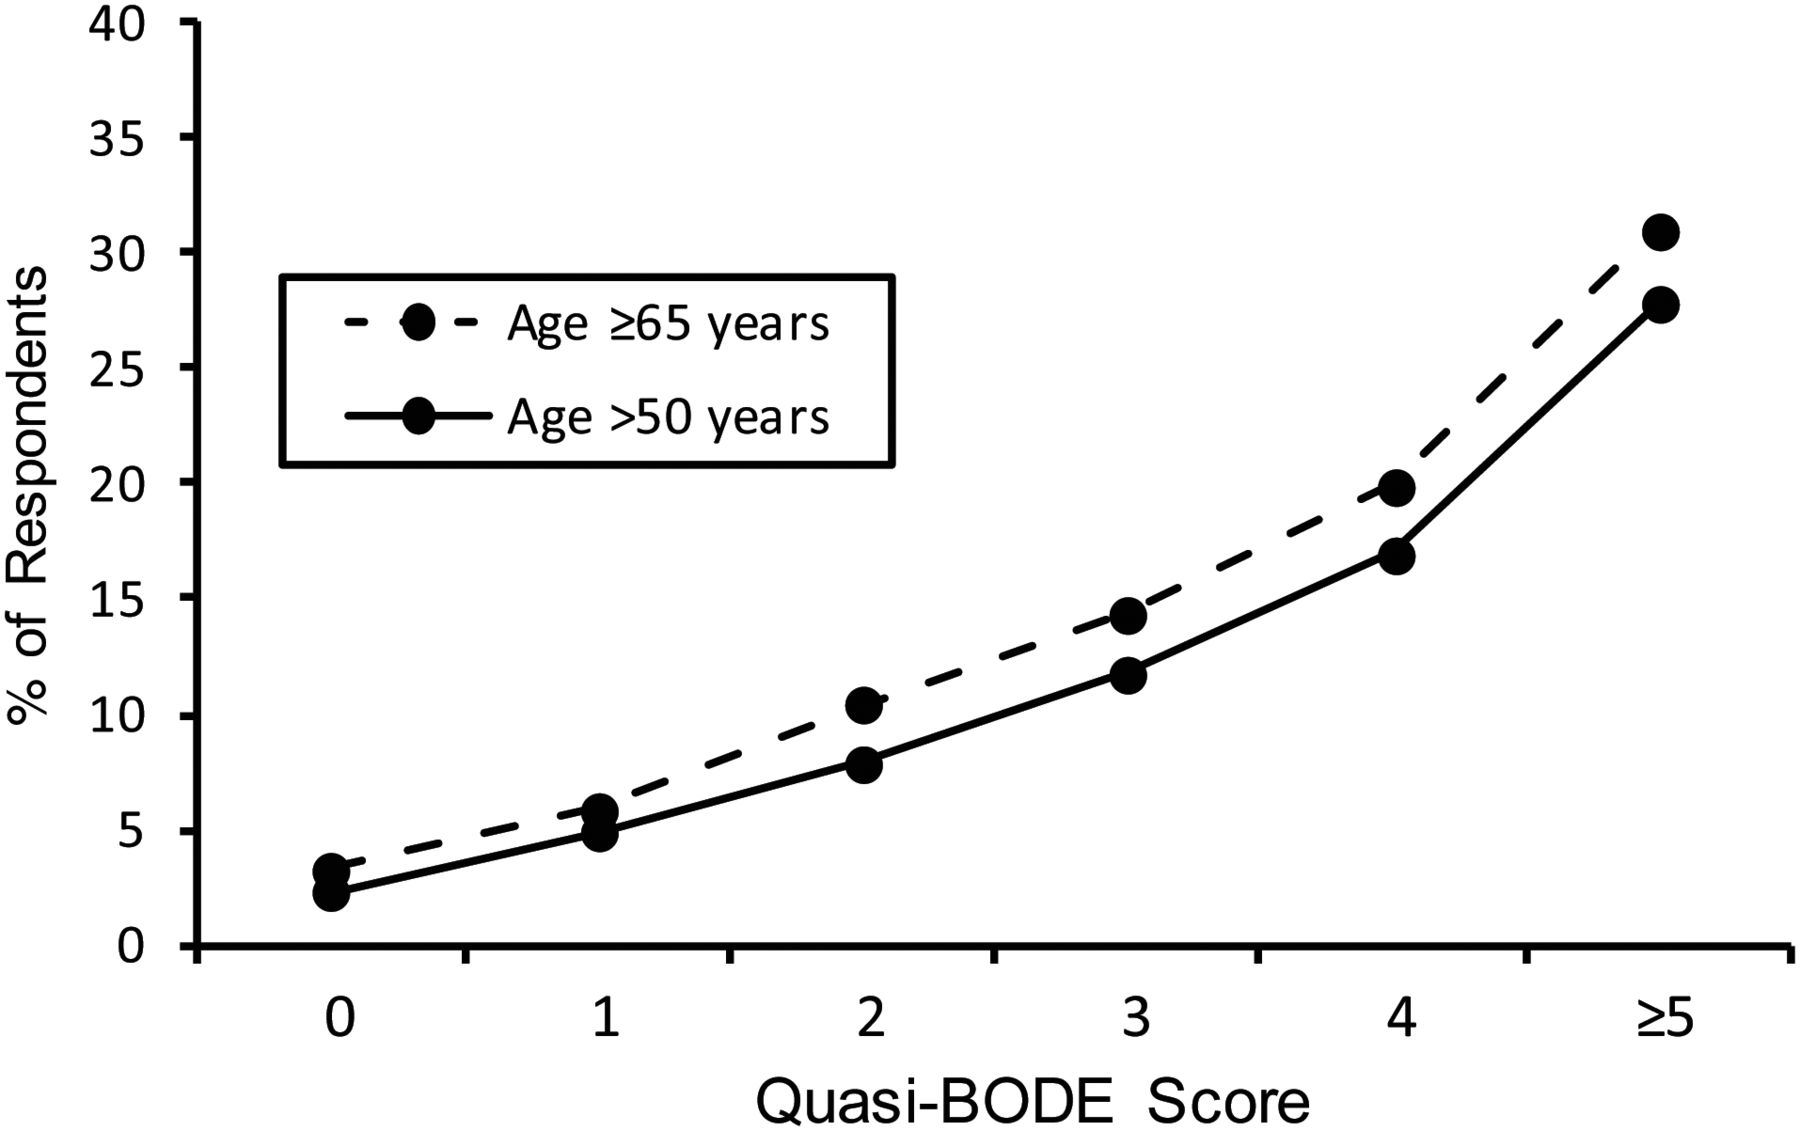 40
35
30
25
20
15
10
5
0
% of Respondents
Age ≥65 years
Age >50 years
0 1 2 3 4 ≥5
Quasi-BODE Score